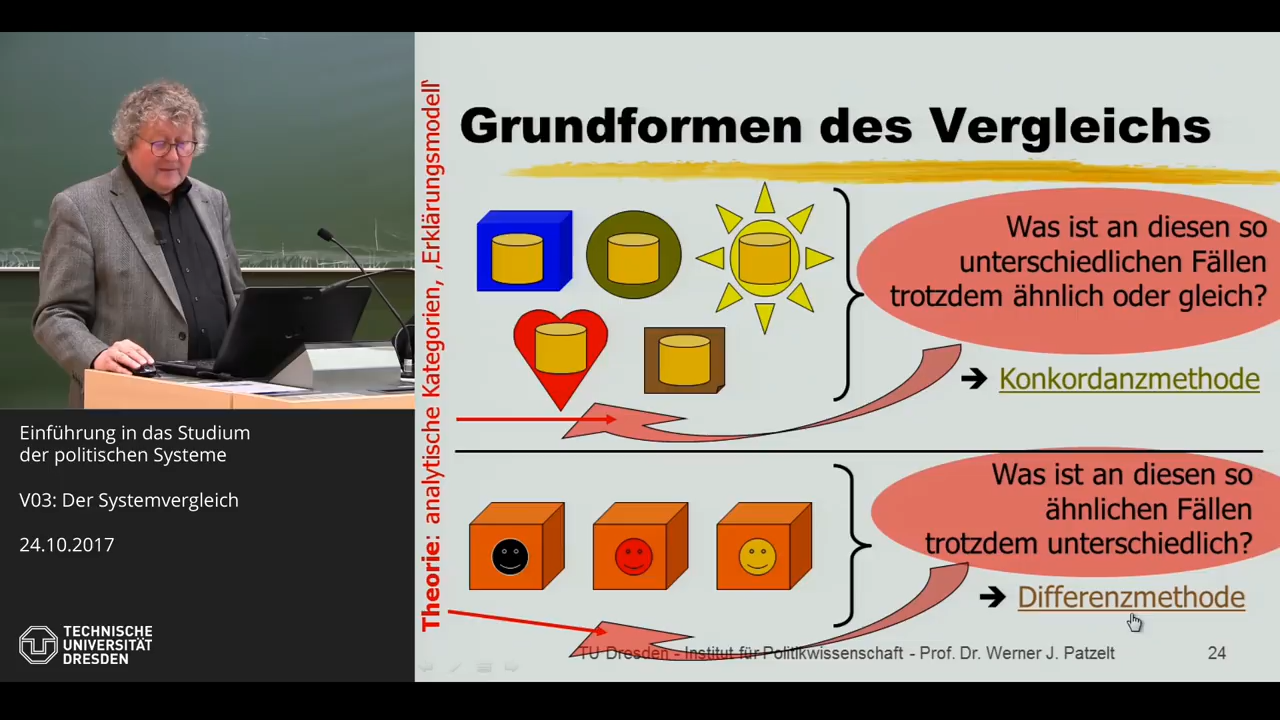 Grundformen des Vergleichs
Theorie: analytische Kategorien, ‚Erklärungsmodell‘
Was ist an diesen so
unterschiedlichen Fällen
trotzdem ähnlich oder gleich?
➔ Konkordanzmethode
Was ist an diesen so
ähnlichen Fällen
trotzdem unterschiedlich?
➔ Differenzmethode
TU Dresden - Institut für Politikwissenschaft - Prof. Dr. Werner J. Patzelt
24
Einführung in das Studium
der politischen Systeme
V03: Der Systemvergleich
24.10.2017
TECHNISCHE
UNIVERSITÄT
DRESDEN